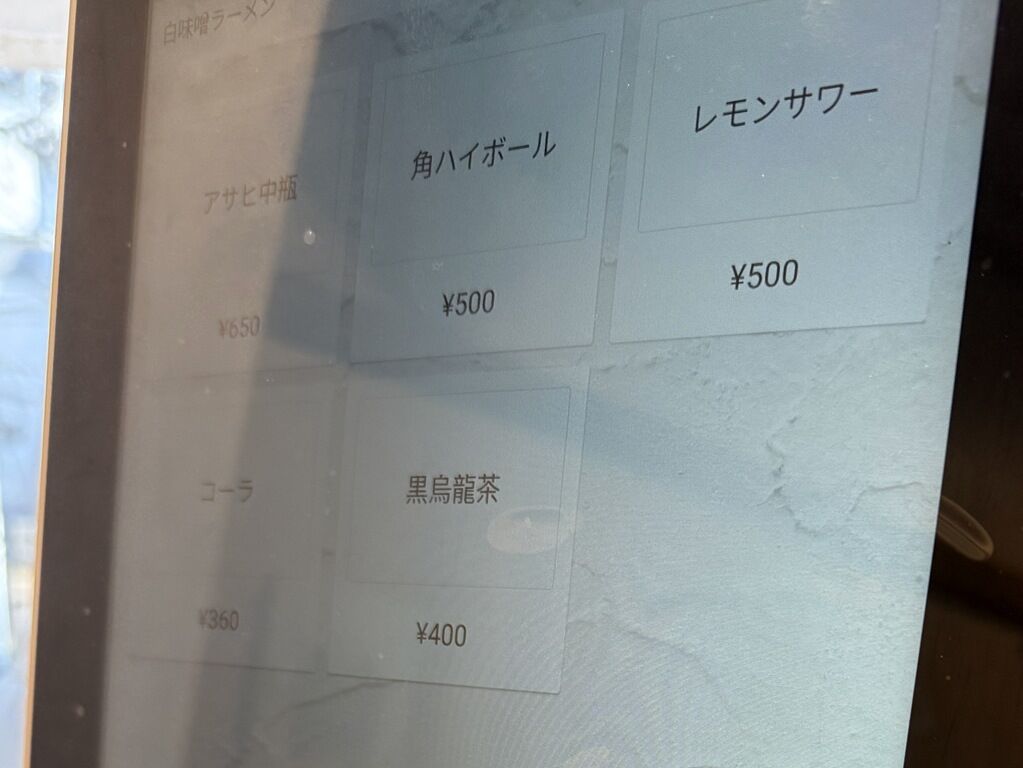 白味噌ラーメン
アサヒ中瓶
¥650
角ハイボール
¥500
レモンサワー
¥500
コーラ
¥360
黒烏龍茶
¥400